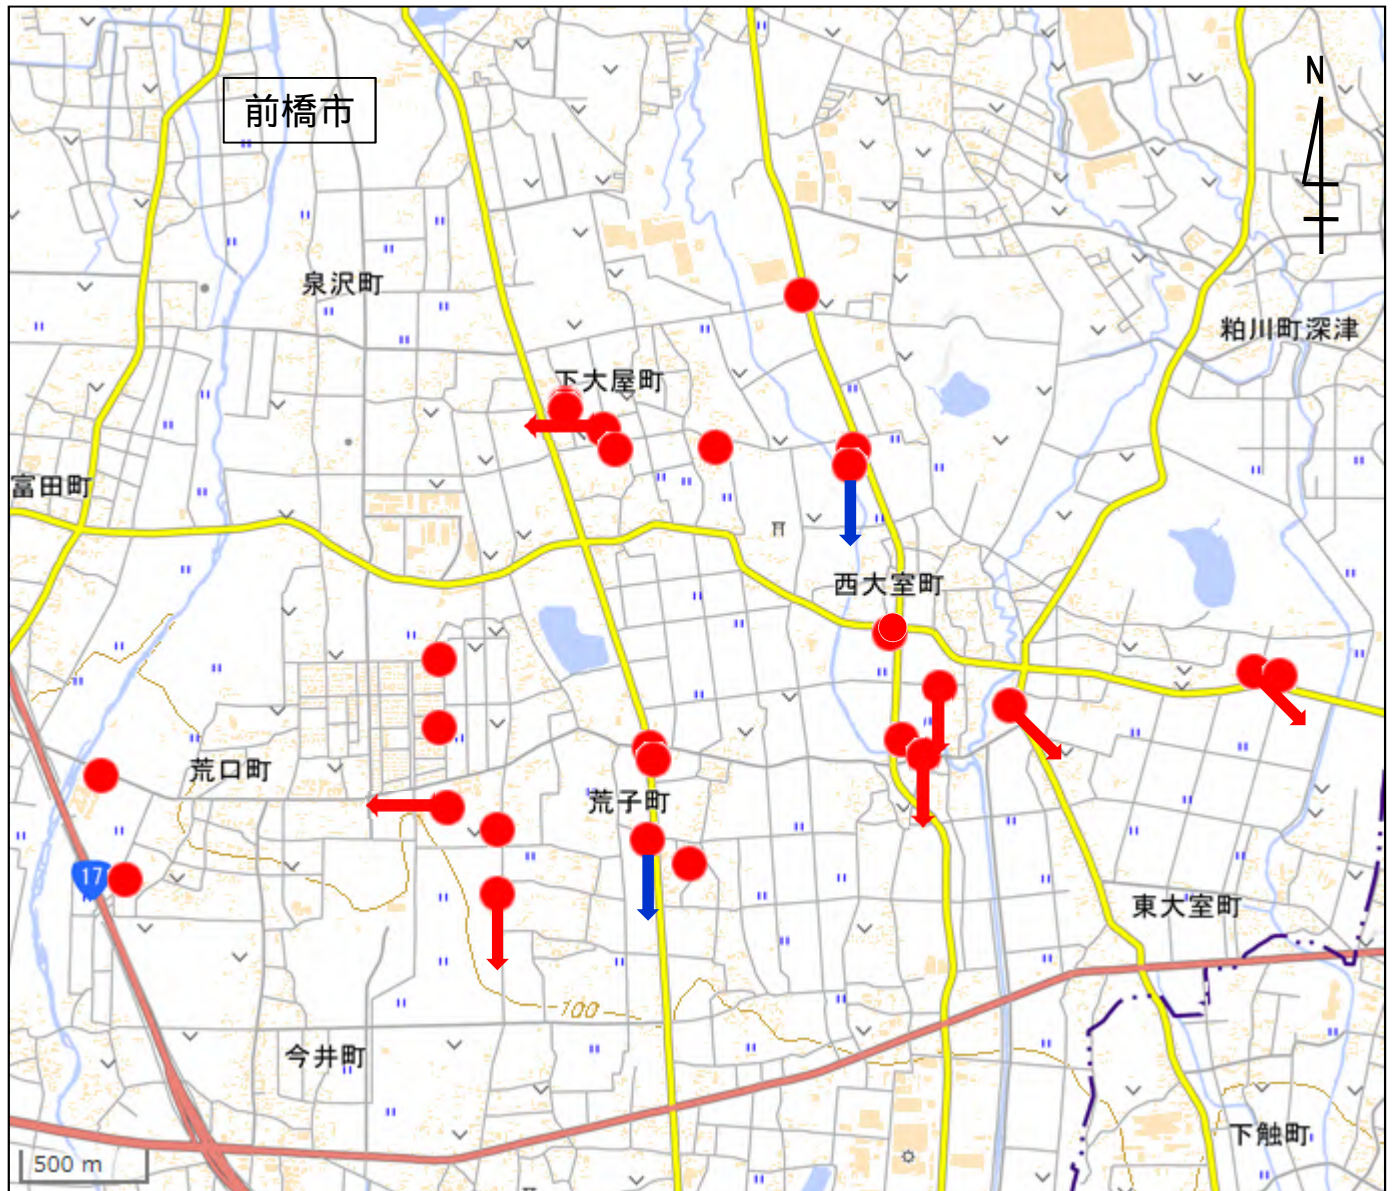 前橋市
N
泉沢町
粕川町深津
下大屋町
富田町
西大室町
荒口町
荒子町
17
東大室町
100
今井町
下触町
500 m